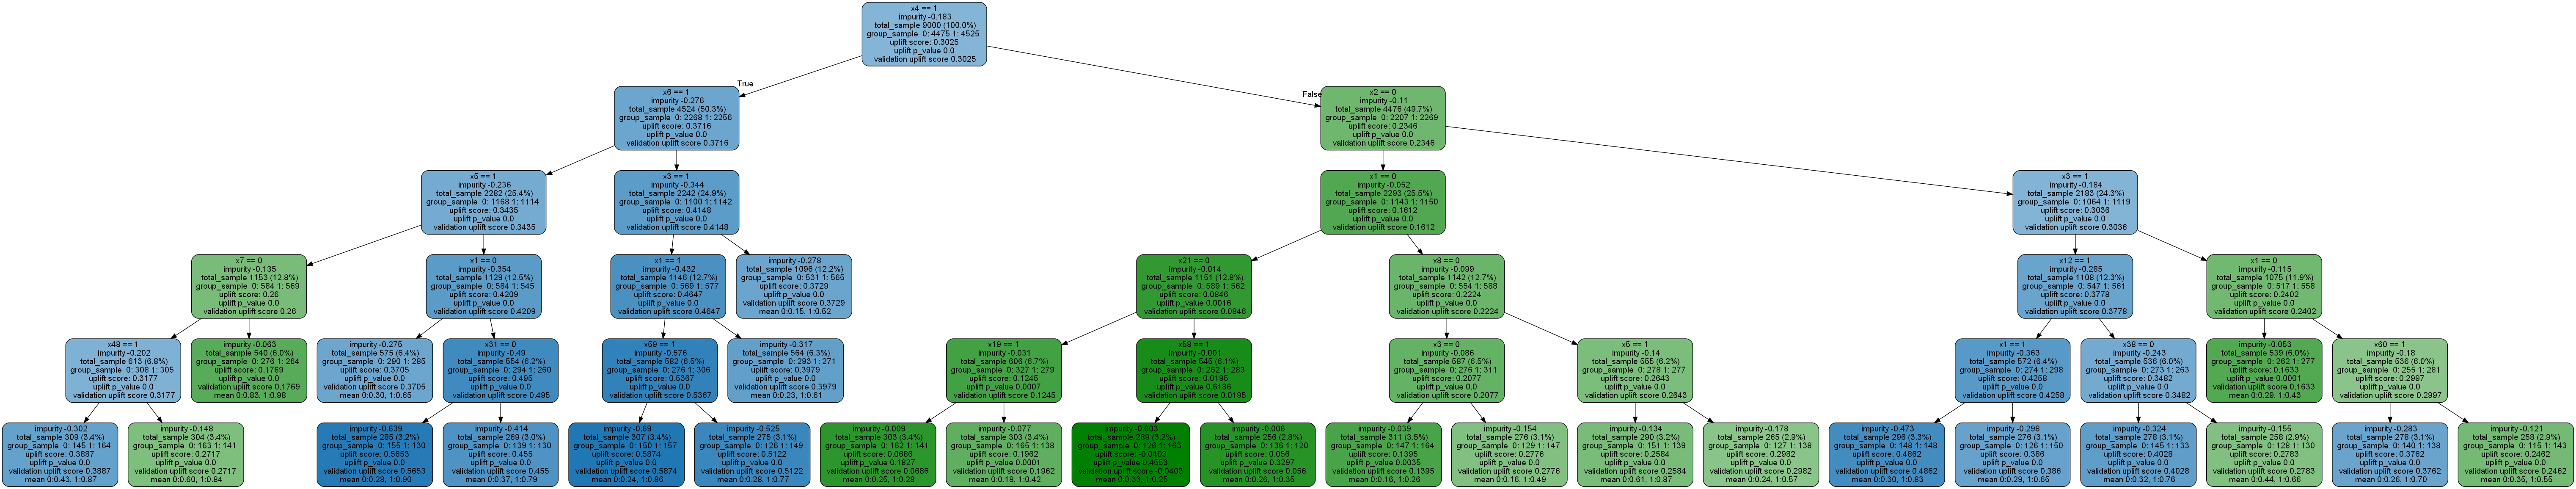 x4 == 1
impurity -0.183
total_sample 9000 (100.0%)
group_sample 0: 4475 1: 4525
uplift score: 0.3025
uplift p_value 0.0
validation uplift score 0.3025
True
False
x6 == 1
impurity -0.276
total_sample 4524 (50.3%)
group_sample 0: 2268 1: 2256
uplift score: 0.3716
uplift p_value 0.0
validation uplift score 0.3716
x2 == 0
impurity -0.11
total_sample 4476 (49.7%)
group_sample 0: 2207 1: 2269
uplift score: 0.2346
uplift p_value 0.0
validation uplift score 0.2346
x5 == 1
impurity -0.236
total_sample 2282 (25.4%)
group_sample 0: 1168 1: 1114
uplift score: 0.3435
uplift p_value 0.0
validation uplift score 0.3435
x3 == 1
impurity -0.344
total_sample 2242 (24.9%)
group_sample 0: 1100 1: 1142
uplift score: 0.4148
uplift p_value 0.0
validation uplift score 0.4148
x1 == 0
impurity -0.052
total_sample 2293 (25.5%)
group_sample 0: 1143 1: 1150
uplift score: 0.1612
uplift p_value 0.0
validation uplift score 0.1612
x3 == 1
impurity -0.184
total_sample 2183 (24.3%)
group_sample 0: 1064 1: 1119
uplift score: 0.3036
uplift p_value 0.0
validation uplift score 0.3036
x7 == 0
impurity -0.135
total_sample 1153 (12.8%)
group_sample 0: 584 1: 569
uplift score: 0.26
uplift p_value 0.0
validation uplift score 0.26
x1 == 0
impurity -0.354
total_sample 1129 (12.5%)
group_sample 0: 584 1: 545
uplift score: 0.4209
uplift p_value 0.0
validation uplift score 0.4209
x1 == 1
impurity -0.432
total_sample 1146 (12.7%)
group_sample 0: 569 1: 577
uplift score: 0.4647
uplift p_value 0.0
validation uplift score 0.4647
impurity -0.278
total_sample 1096 (12.2%)
group_sample 0: 531 1: 565
uplift score: 0.3729
uplift p_value 0.0
validation uplift score 0.3729
mean 0:0.15, 1:0.52
x21 == 0
impurity -0.014
total_sample 1151 (12.8%)
group_sample 0: 589 1: 562
uplift score: 0.0846
uplift p_value 0.0016
validation uplift score 0.0846
x8 == 0
impurity -0.099
total_sample 1142 (12.7%)
group_sample 0: 554 1: 588
uplift score: 0.2224
uplift p_value 0.0
validation uplift score 0.2224
x12 == 1
impurity -0.285
total_sample 1108 (12.3%)
group_sample 0: 547 1: 561
uplift score: 0.3778
uplift p_value 0.0
validation uplift score 0.3778
x1 == 0
impurity -0.115
total_sample 1075 (11.9%)
group_sample 0: 517 1: 558
uplift score: 0.2402
uplift p_value 0.0
validation uplift score 0.2402
x48 == 1
impurity -0.202
total_sample 613 (6.8%)
group_sample 0: 308 1: 305
uplift score: 0.3177
uplift p_value 0.0
validation uplift score 0.3177
impurity -0.063
total_sample 540 (6.0%)
group_sample 0: 276 1: 264
uplift score: 0.1769
uplift p_value 0.0
validation uplift score 0.1769
mean 0:0.83, 1:0.98
impurity -0.275
total_sample 575 (6.4%)
group_sample 0: 290 1: 285
uplift score: 0.3705
uplift p_value 0.0
validation uplift score 0.3705
mean 0:0.30, 1:0.65
x31 == 0
impurity -0.49
total_sample 554 (6.2%)
group_sample 0: 294 1: 260
uplift score: 0.495
uplift p_value 0.0
validation uplift score 0.495
x59 == 1
impurity -0.576
total_sample 582 (6.5%)
group_sample 0: 276 1: 306
uplift score: 0.5367
uplift p_value 0.0
validation uplift score 0.5367
impurity -0.317
total_sample 564 (6.3%)
group_sample 0: 293 1: 271
uplift score: 0.3979
uplift p_value 0.0
validation uplift score 0.3979
mean 0:0.23, 1:0.61
x19 == 1
impurity -0.031
total_sample 606 (6.7%)
group_sample 0: 327 1: 279
uplift score: 0.1245
uplift p_value 0.0007
validation uplift score 0.1245
x58 == 1
impurity -0.001
total_sample 545 (6.1%)
group_sample 0: 262 1: 283
uplift score: 0.0195
uplift p_value 0.6186
validation uplift score 0.0195
x3 == 0
impurity -0.086
total_sample 587 (6.5%)
group_sample 0: 276 1: 311
uplift score: 0.2077
uplift p_value 0.0
validation uplift score 0.2077
x5 == 1
impurity -0.14
total_sample 555 (6.2%)
group_sample 0: 278 1: 277
uplift score: 0.2643
uplift p_value 0.0
validation uplift score 0.2643
x1 == 1
impurity -0.363
total_sample 572 (6.4%)
group_sample 0: 274 1: 298
uplift score: 0.4258
uplift p_value 0.0
validation uplift score 0.4258
x38 == 0
impurity -0.243
total_sample 536 (6.0%)
group_sample 0: 273 1: 263
uplift score: 0.3482
uplift p_value 0.0
validation uplift score 0.3482
impurity -0.053
total_sample 539 (6.0%)
group_sample 0: 262 1: 277
uplift score: 0.1633
uplift p_value 0.0001
validation uplift score 0.1633
mean 0:0.29, 1:0.43
x60 == 1
impurity -0.18
total_sample 536 (6.0%)
group_sample 0: 255 1: 281
uplift score: 0.2997
uplift p_value 0.0
validation uplift score 0.2997
impurity -0.302
total_sample 309 (3.4%)
group_sample 0: 145 1: 164
uplift score: 0.3887
uplift p_value 0.0
validation uplift score 0.3887
mean 0:0.43, 1:0.87
impurity -0.148
total_sample 304 (3.4%)
group_sample 0: 163 1: 141
uplift score: 0.2717
uplift p_value 0.0
validation uplift score 0.2717
mean 0:0.60, 1:0.84
impurity -0.639
total_sample 285 (3.2%)
group_sample 0: 155 1: 130
uplift score: 0.5653
uplift p_value 0.0
validation uplift score 0.5653
mean 0:0.28, 1:0.90
impurity -0.414
total_sample 269 (3.0%)
group_sample 0: 139 1: 130
uplift score: 0.455
uplift p_value 0.0
validation uplift score 0.455
mean 0:0.37, 1:0.79
impurity -0.69
total_sample 307 (3.4%)
group_sample 0: 150 1: 157
uplift score: 0.5874
uplift p_value 0.0
validation uplift score 0.5874
mean 0:0.24, 1:0.86
impurity -0.525
total_sample 275 (3.1%)
group_sample 0: 126 1: 149
uplift score: 0.5122
uplift p_value 0.0
validation uplift score 0.5122
mean 0:0.28, 1:0.77
impurity -0.009
total_sample 303 (3.4%)
group_sample 0: 162 1: 141
uplift score: 0.0686
uplift p_value 0.1827
validation uplift score 0.0686
mean 0:0.25, 1:0.28
impurity -0.077
total_sample 303 (3.4%)
group_sample 0: 165 1: 138
uplift score: 0.1962
uplift p_value 0.0001
validation uplift score 0.1962
mean 0:0.18, 1:0.42
impurity -0.003
total_sample 289 (3.2%)
group_sample 0: 126 1: 163
uplift score: -0.0403
uplift p_value 0.4553
validation uplift score -0.0403
mean 0:0.33, 1:0.25
impurity -0.006
total_sample 256 (2.8%)
group_sample 0: 136 1: 120
uplift score: 0.056
uplift p_value 0.3297
validation uplift score 0.056
mean 0:0.26, 1:0.35
impurity -0.039
total_sample 311 (3.5%)
group_sample 0: 147 1: 164
uplift score: 0.1395
uplift p_value 0.0035
validation uplift score 0.1395
mean 0:0.16, 1:0.26
impurity -0.154
total_sample 276 (3.1%)
group_sample 0: 129 1: 147
uplift score: 0.2776
uplift p_value 0.0
validation uplift score 0.2776
mean 0:0.16, 1:0.49
impurity -0.134
total_sample 290 (3.2%)
group_sample 0: 151 1: 139
uplift score: 0.2584
uplift p_value 0.0
validation uplift score 0.2584
mean 0:0.61, 1:0.87
impurity -0.178
total_sample 265 (2.9%)
group_sample 0: 127 1: 138
uplift score: 0.2982
uplift p_value 0.0
validation uplift score 0.2982
mean 0:0.24, 1:0.57
impurity -0.473
total_sample 296 (3.3%)
group_sample 0: 148 1: 148
uplift score: 0.4862
uplift p_value 0.0
validation uplift score 0.4862
mean 0:0.30, 1:0.83
impurity -0.298
total_sample 276 (3.1%)
group_sample 0: 126 1: 150
uplift score: 0.386
uplift p_value 0.0
validation uplift score 0.386
mean 0:0.29, 1:0.65
impurity -0.324
total_sample 278 (3.1%)
group_sample 0: 145 1: 133
uplift score: 0.4028
uplift p_value 0.0
validation uplift score 0.4028
mean 0:0.32, 1:0.76
impurity -0.155
total_sample 258 (2.9%)
group_sample 0: 128 1: 130
uplift score: 0.2783
uplift p_value 0.0
validation uplift score 0.2783
mean 0:0.44, 1:0.66
impurity -0.283
total_sample 278 (3.1%)
group_sample 0: 140 1: 138
uplift score: 0.3762
uplift p_value 0.0
validation uplift score 0.3762
mean 0:0.26, 1:0.70
impurity -0.121
total_sample 258 (2.9%)
group_sample 0: 115 1: 143
uplift score: 0.2462
uplift p_value 0.0
validation uplift score 0.2462
mean 0:0.35, 1:0.55